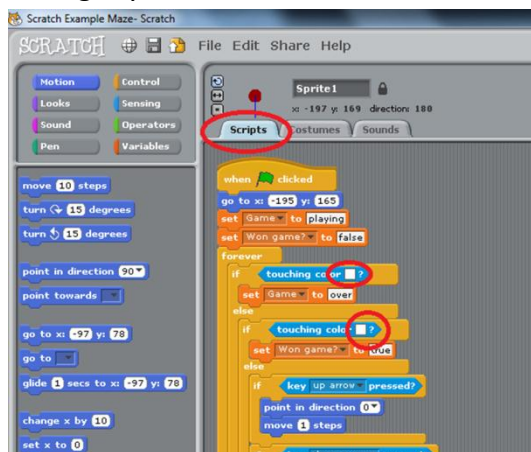 Scratch Example Maze- Scratch
SCRATCH File Edit Share Help
Motion Control
Looks Sensing
Sound Operators
Pen Variables
Sprite1
x: -197 y: 169 direction: 180
Scripts Costumes Sounds
move 10 steps
turn 15 degrees
turn 15 degrees
point in direction 90
point towards
go to x: -97 y: 78
go to
glide 1 secs to x: -97 y: 78
change x by 10
set x to 0
when clicked
go to x: -195 y: 165
set Game to playing
set Won game? to false
forever
if touching color ?
set Game to over
else
if touching color ?
set Won game? to true
else
if key up arrow pressed?
point in direction 0
move 1 steps